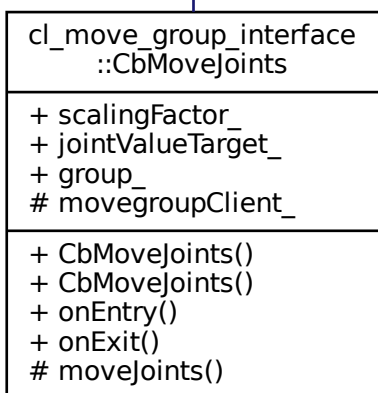 cl_move_group_interface
::CbMoveJoints
+ scalingFactor_
+ jointValueTarget_
+ group_
# movegroupClient_
+ CbMoveJoints()
+ CbMoveJoints()
+ onEntry()
+ onExit()
# moveJoints()